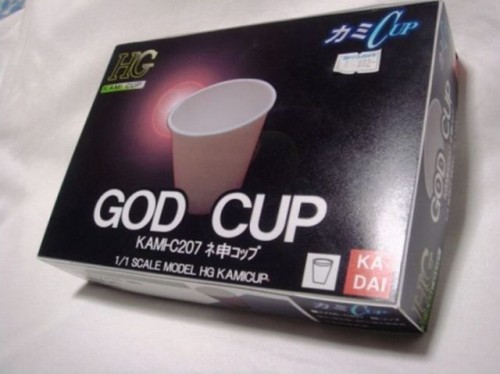 HG
KAMI CUP
カミCUP
GOD CUP
KAMI-C207 ネ申コップ
1/1 SCALE MODEL HG KAMICUP
KA
DAI
カミCUP
GOD CUP